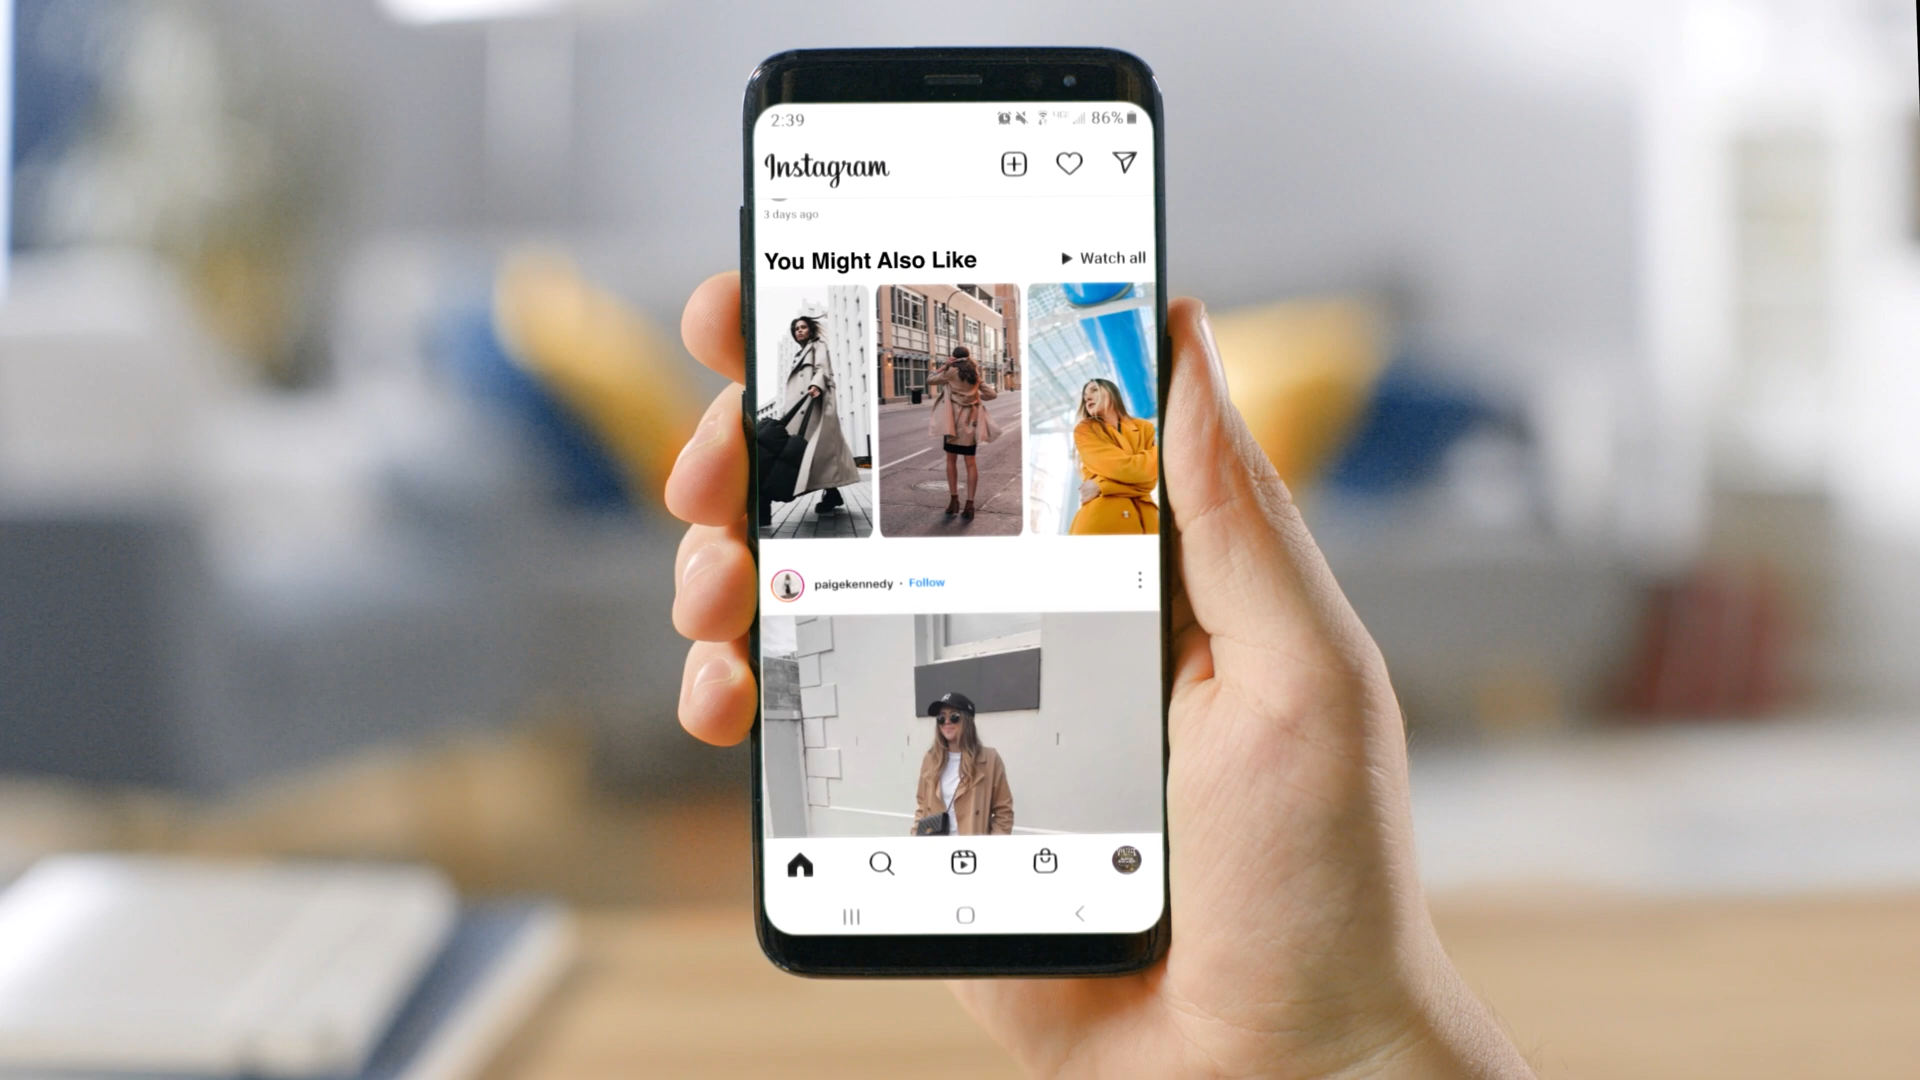 2:39
86%
Instagram
3 days ago
You Might Also Like
Watch all
paigekennedy · Follow